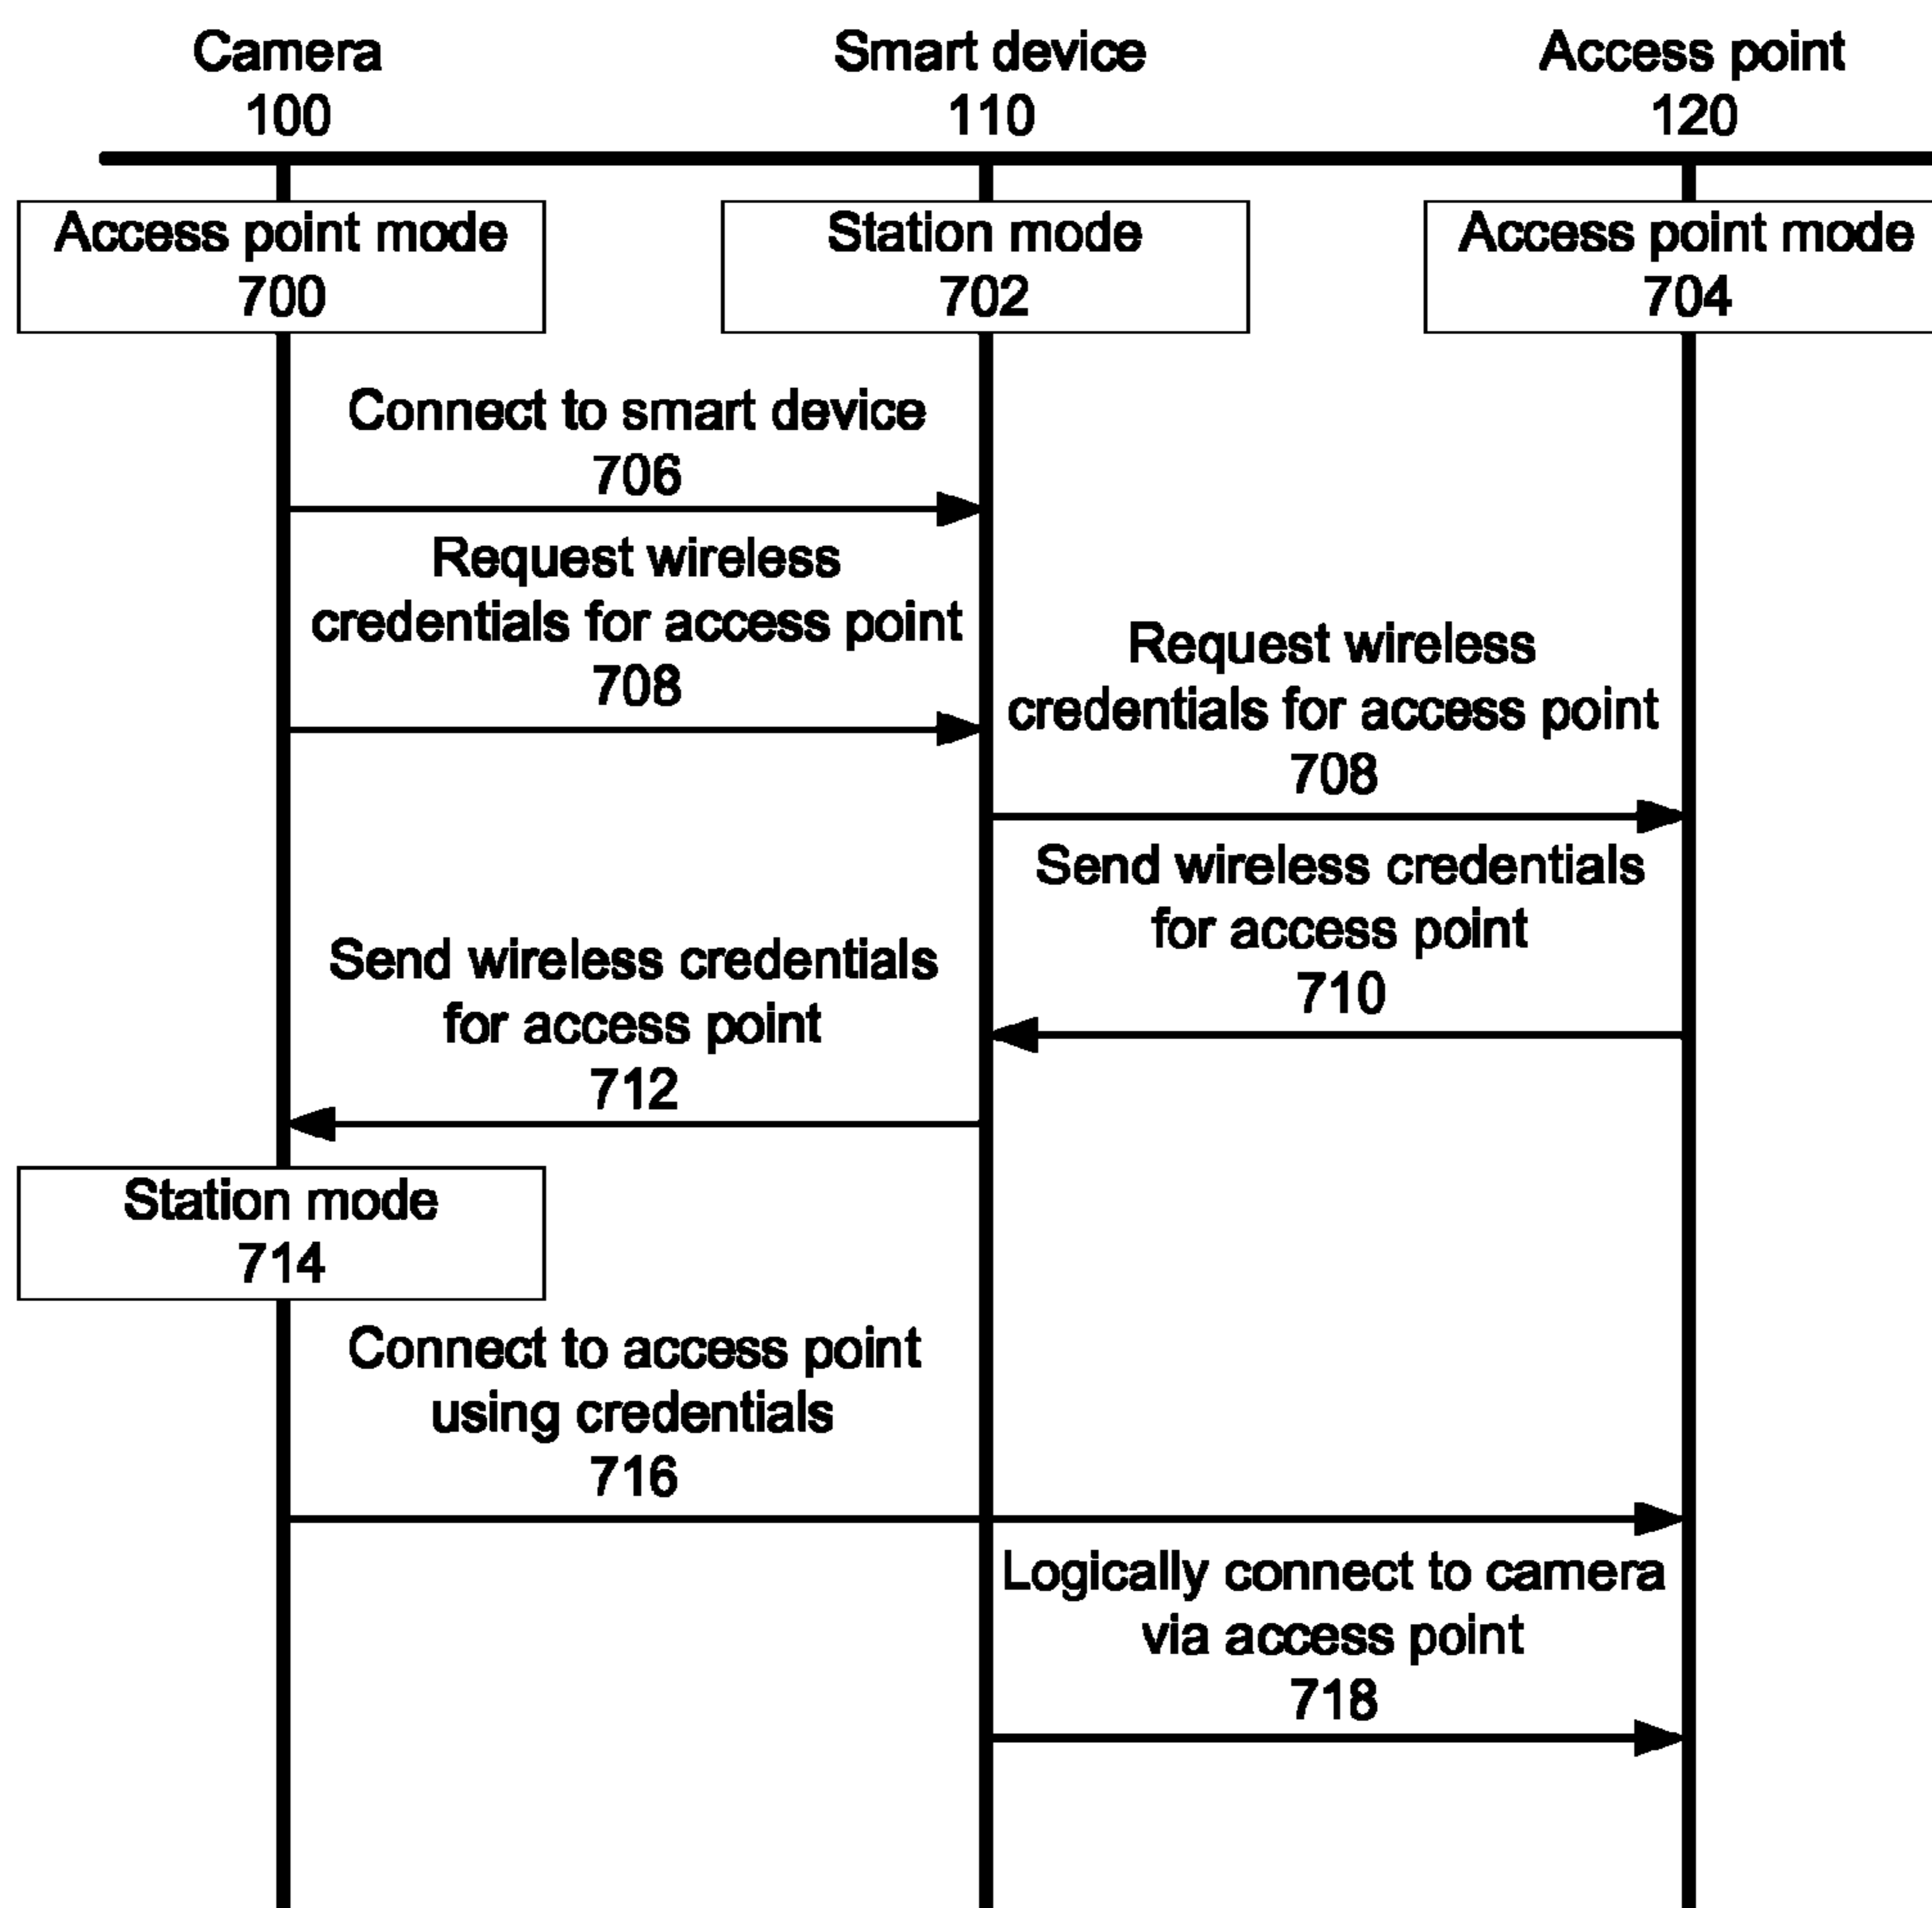 Camera
100
Smart device
110
Access point
120
Access point mode
700
Station mode
702
Access point mode
704
Connect to smart device
706
Request wireless
credentials for access point
708
Request wireless
credentials for access point
708
Send wireless credentials
for access point
710
Send wireless credentials
for access point
712
Station mode
714
Connect to access point
using credentials
716
Logically connect to camera
via access point
718